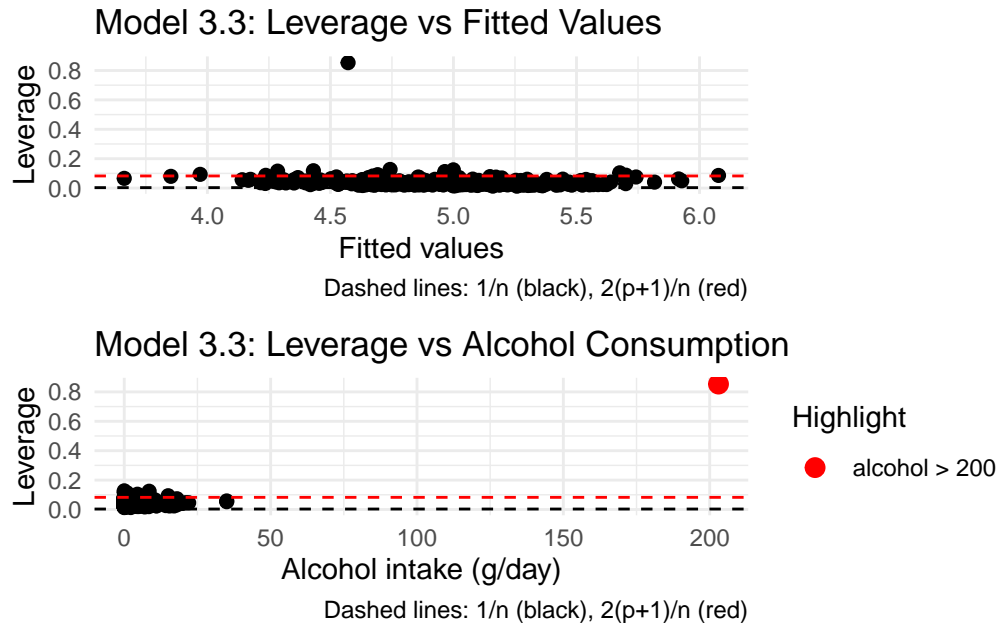 Model 3.3: Leverage vs Fitted Values
Leverage
0.8
0.6
0.4
0.2
0.0
4.0 4.5 5.0 5.5 6.0
Fitted values
Dashed lines: 1/n (black), 2(p+1)/n (red)
Model 3.3: Leverage vs Alcohol Consumption
Leverage
0.8
0.6
0.4
0.2
0.0
0 50 100 150 200
Alcohol intake (g/day)
Dashed lines: 1/n (black), 2(p+1)/n (red)
Highlight
alcohol > 200